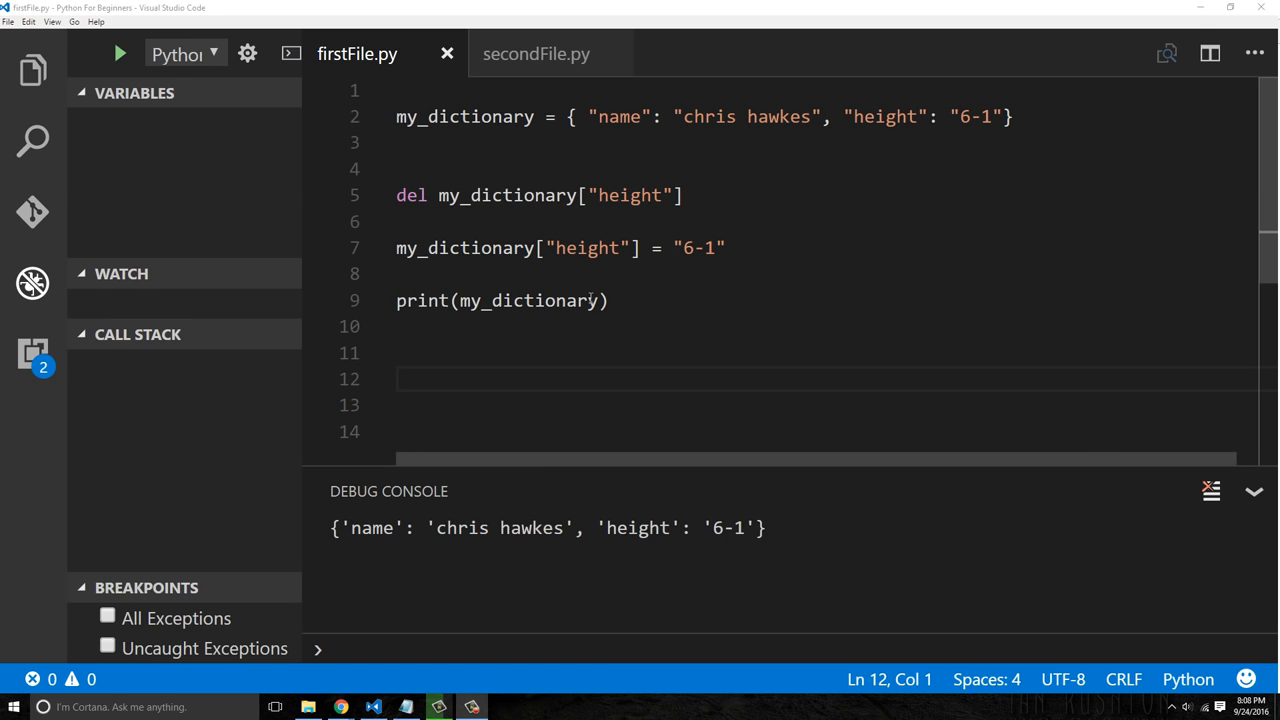 firstFile.py - Python For Beginners - Visual Studio Code
File Edit View Go Help
Python
firstFile.py
secondFile.py
VARIABLES
WATCH
CALL STACK
BREAKPOINTS
All Exceptions
Uncaught Exceptions
2
1
2 my_dictionary = { "name": "chris hawkes", "height": "6-1"}
3
4
5 del my_dictionary["height"]
6
7 my_dictionary["height"] = "6-1"
8
9 print(my_dictionary)
10
11
12
13
14
DEBUG CONSOLE
{'name': 'chris hawkes', 'height': '6-1'}
0 0 Ln 12, Col 1 Spaces: 4 UTF-8 CRLF Python
I'm Cortana. Ask me anything.
8:08 PM
9/24/2016